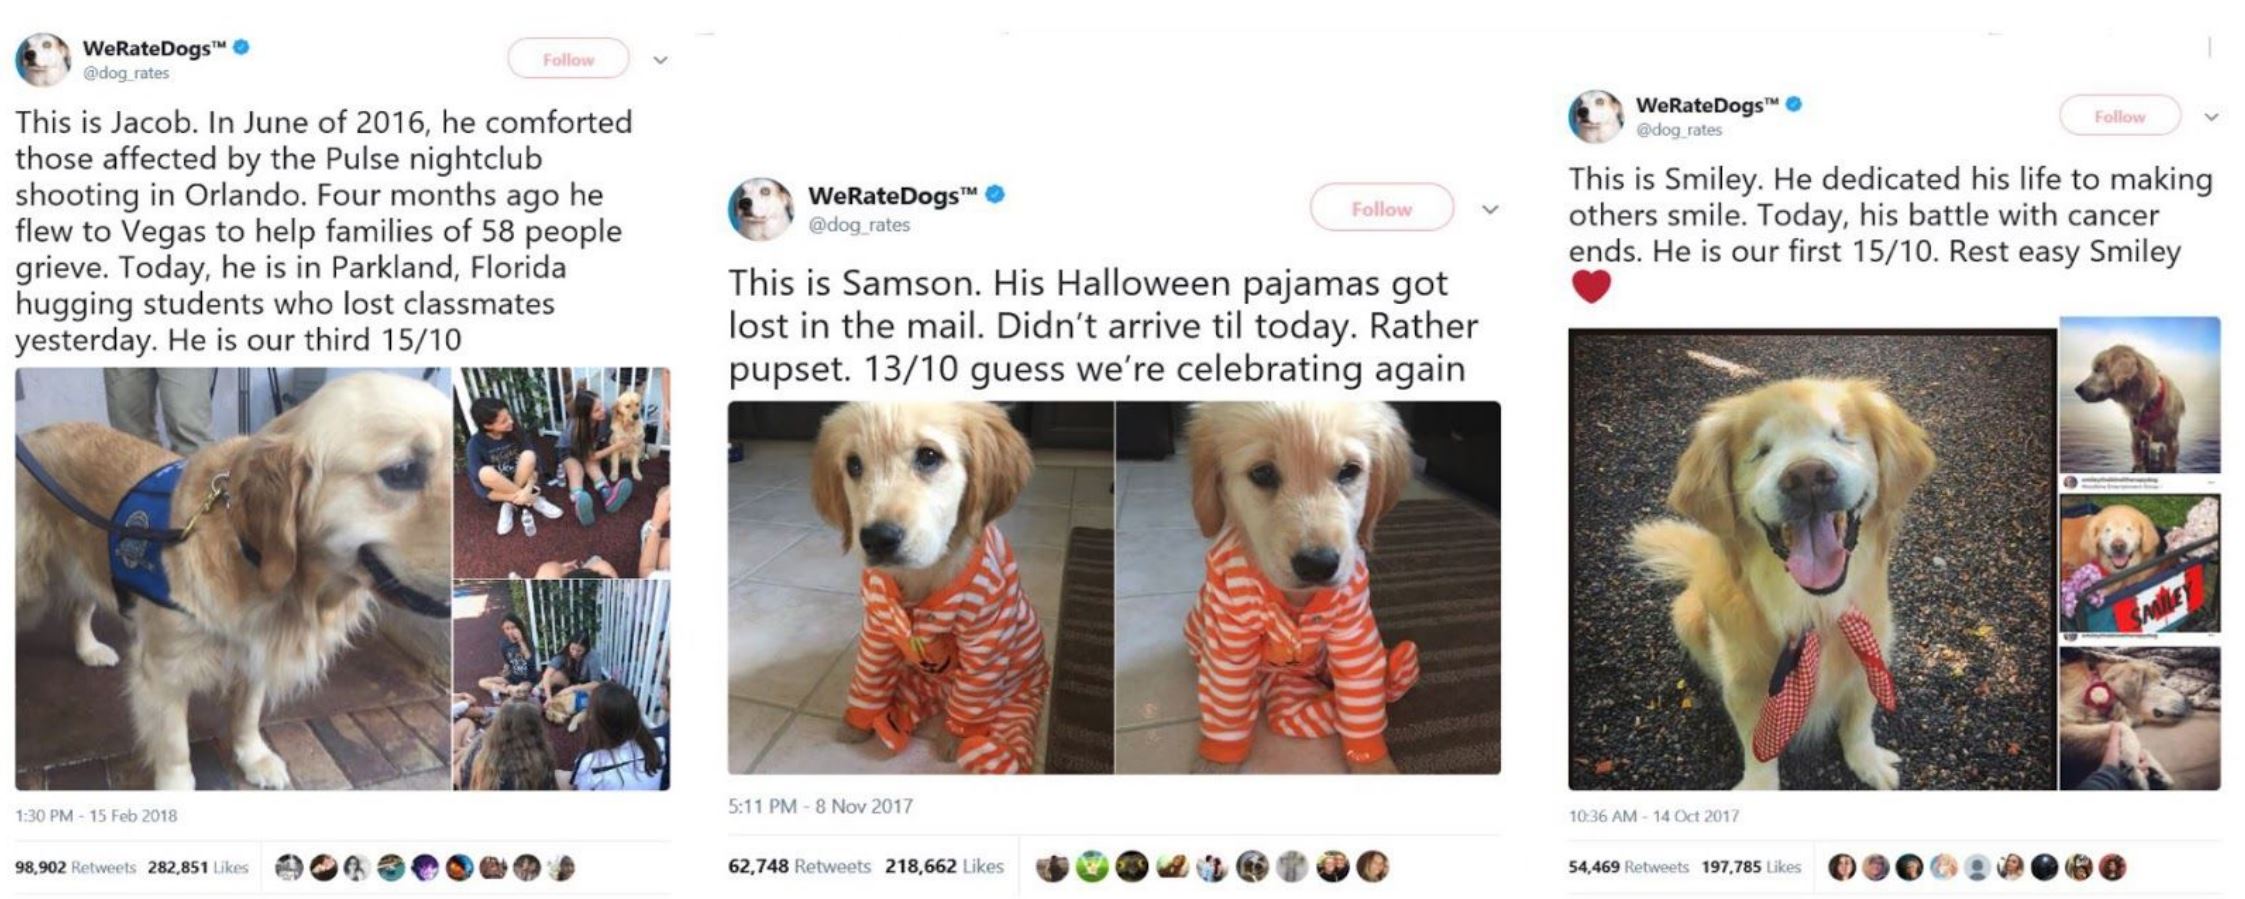 WeRateDogs™
@dog_rates
Follow
This is Jacob. In June of 2016, he comforted
those affected by the Pulse nightclub
shooting in Orlando. Four months ago he
flew to Vegas to help families of 58 people
grieve. Today, he is in Parkland, Florida
hugging students who lost classmates
yesterday. He is our third 15/10
1:30 PM - 15 Feb 2018
98,902 Retweets 282,851 Likes
WeRateDogs™
@dog_rates
Follow
This is Samson. His Halloween pajamas got
lost in the mail. Didn't arrive til today. Rather
pupset. 13/10 guess we're celebrating again
5:11 PM - 8 Nov 2017
62,748 Retweets 218,662 Likes
WeRateDogs™
@dog_rates
Follow
This is Smiley. He dedicated his life to making
others smile. Today, his battle with cancer
ends. He is our first 15/10. Rest easy Smiley
❤
SMILEY
10:36 AM - 14 Oct 2017
54,469 Retweets 197,785 Likes